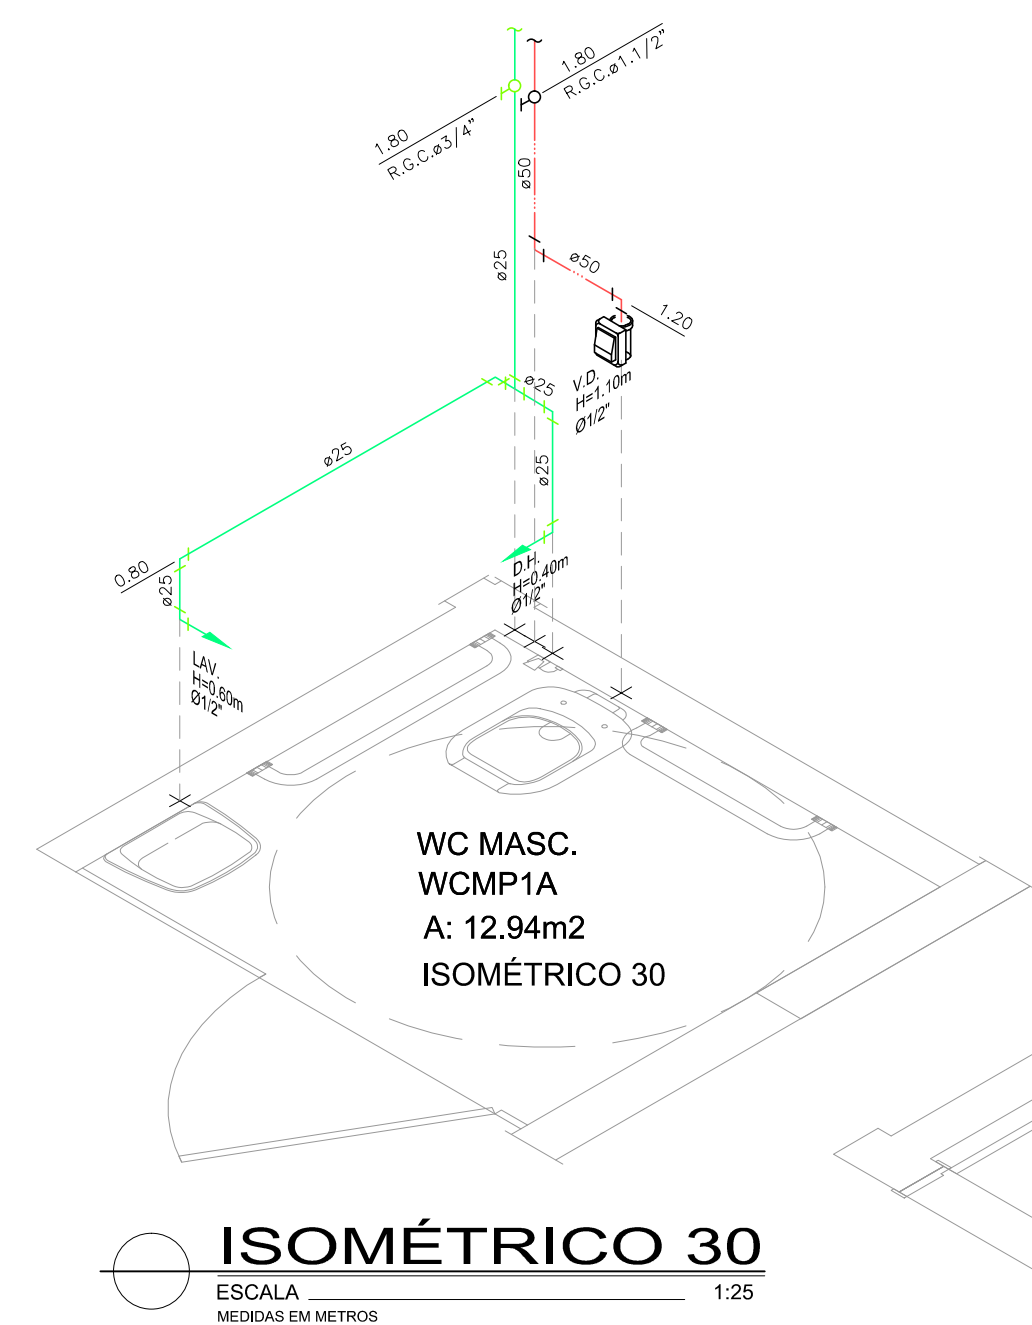 1.80
R.G.C.ø1.1/2"
1.80
R.G.C.ø3/4"
ø50
ø25
ø50
1.20
V.D.
H=1.10m
Ø1/2"
ø25
ø25
ø25
D.H.
H=0.40m
Ø1/2"
0.80
ø25
LAV.
H=0.60m
Ø1/2"
WC MASC.
WCMP1A
A: 12.94m2
ISOMÉTRICO 30
ISOMÉTRICO 30
ESCALA 1:25
MEDIDAS EM METROS